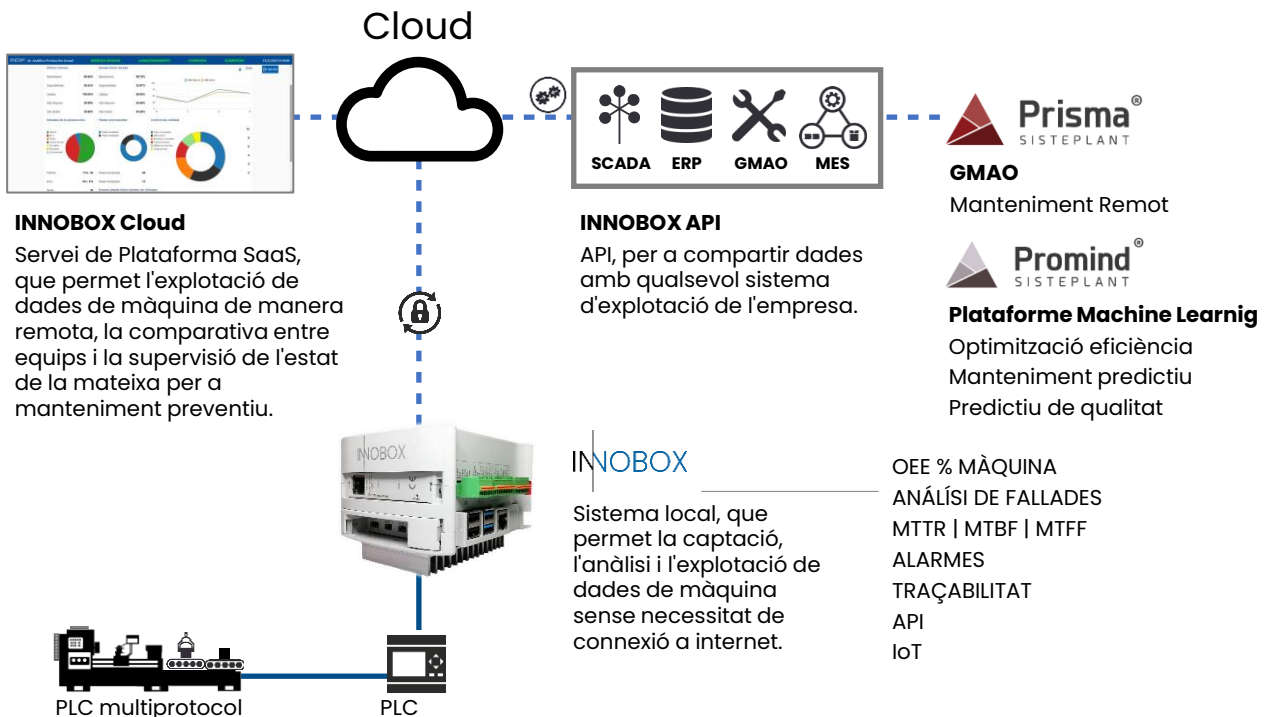 Cloud
SCADA
ERP
GMAO
MES
Prisma®
SISTEPLANT
GMAO
Manteniment Remot
Promind®
SISTEPLANT
Plataforme Machine Learnig
Optimització eficiència
Manteniment predictiu
Predictiu de qualitat
INNOBOX Cloud
Servei de Plataforma SaaS,
que permet l'explotació de
dades de màquina de manera
remota, la comparativa entre
equips i la supervisió de l'estat
de la mateixa per a
manteniment preventiu.
INNOBOX API
API, per a compartir dades
amb qualsevol sistema
d'explotació de l'empresa.
INNOBOX
INNOBOX
Sistema local, que
permet la captació,
l'anàlisi i l'explotació de
dades de màquina
sense necessitat de
connexió a internet.
OEE % MÀQUINA
ANÁLÍSI DE FALLADES
MTTR | MTBF | MTFF
ALARMES
TRAÇABILITAT
API
IoT
PLC multiprotocol
PLC